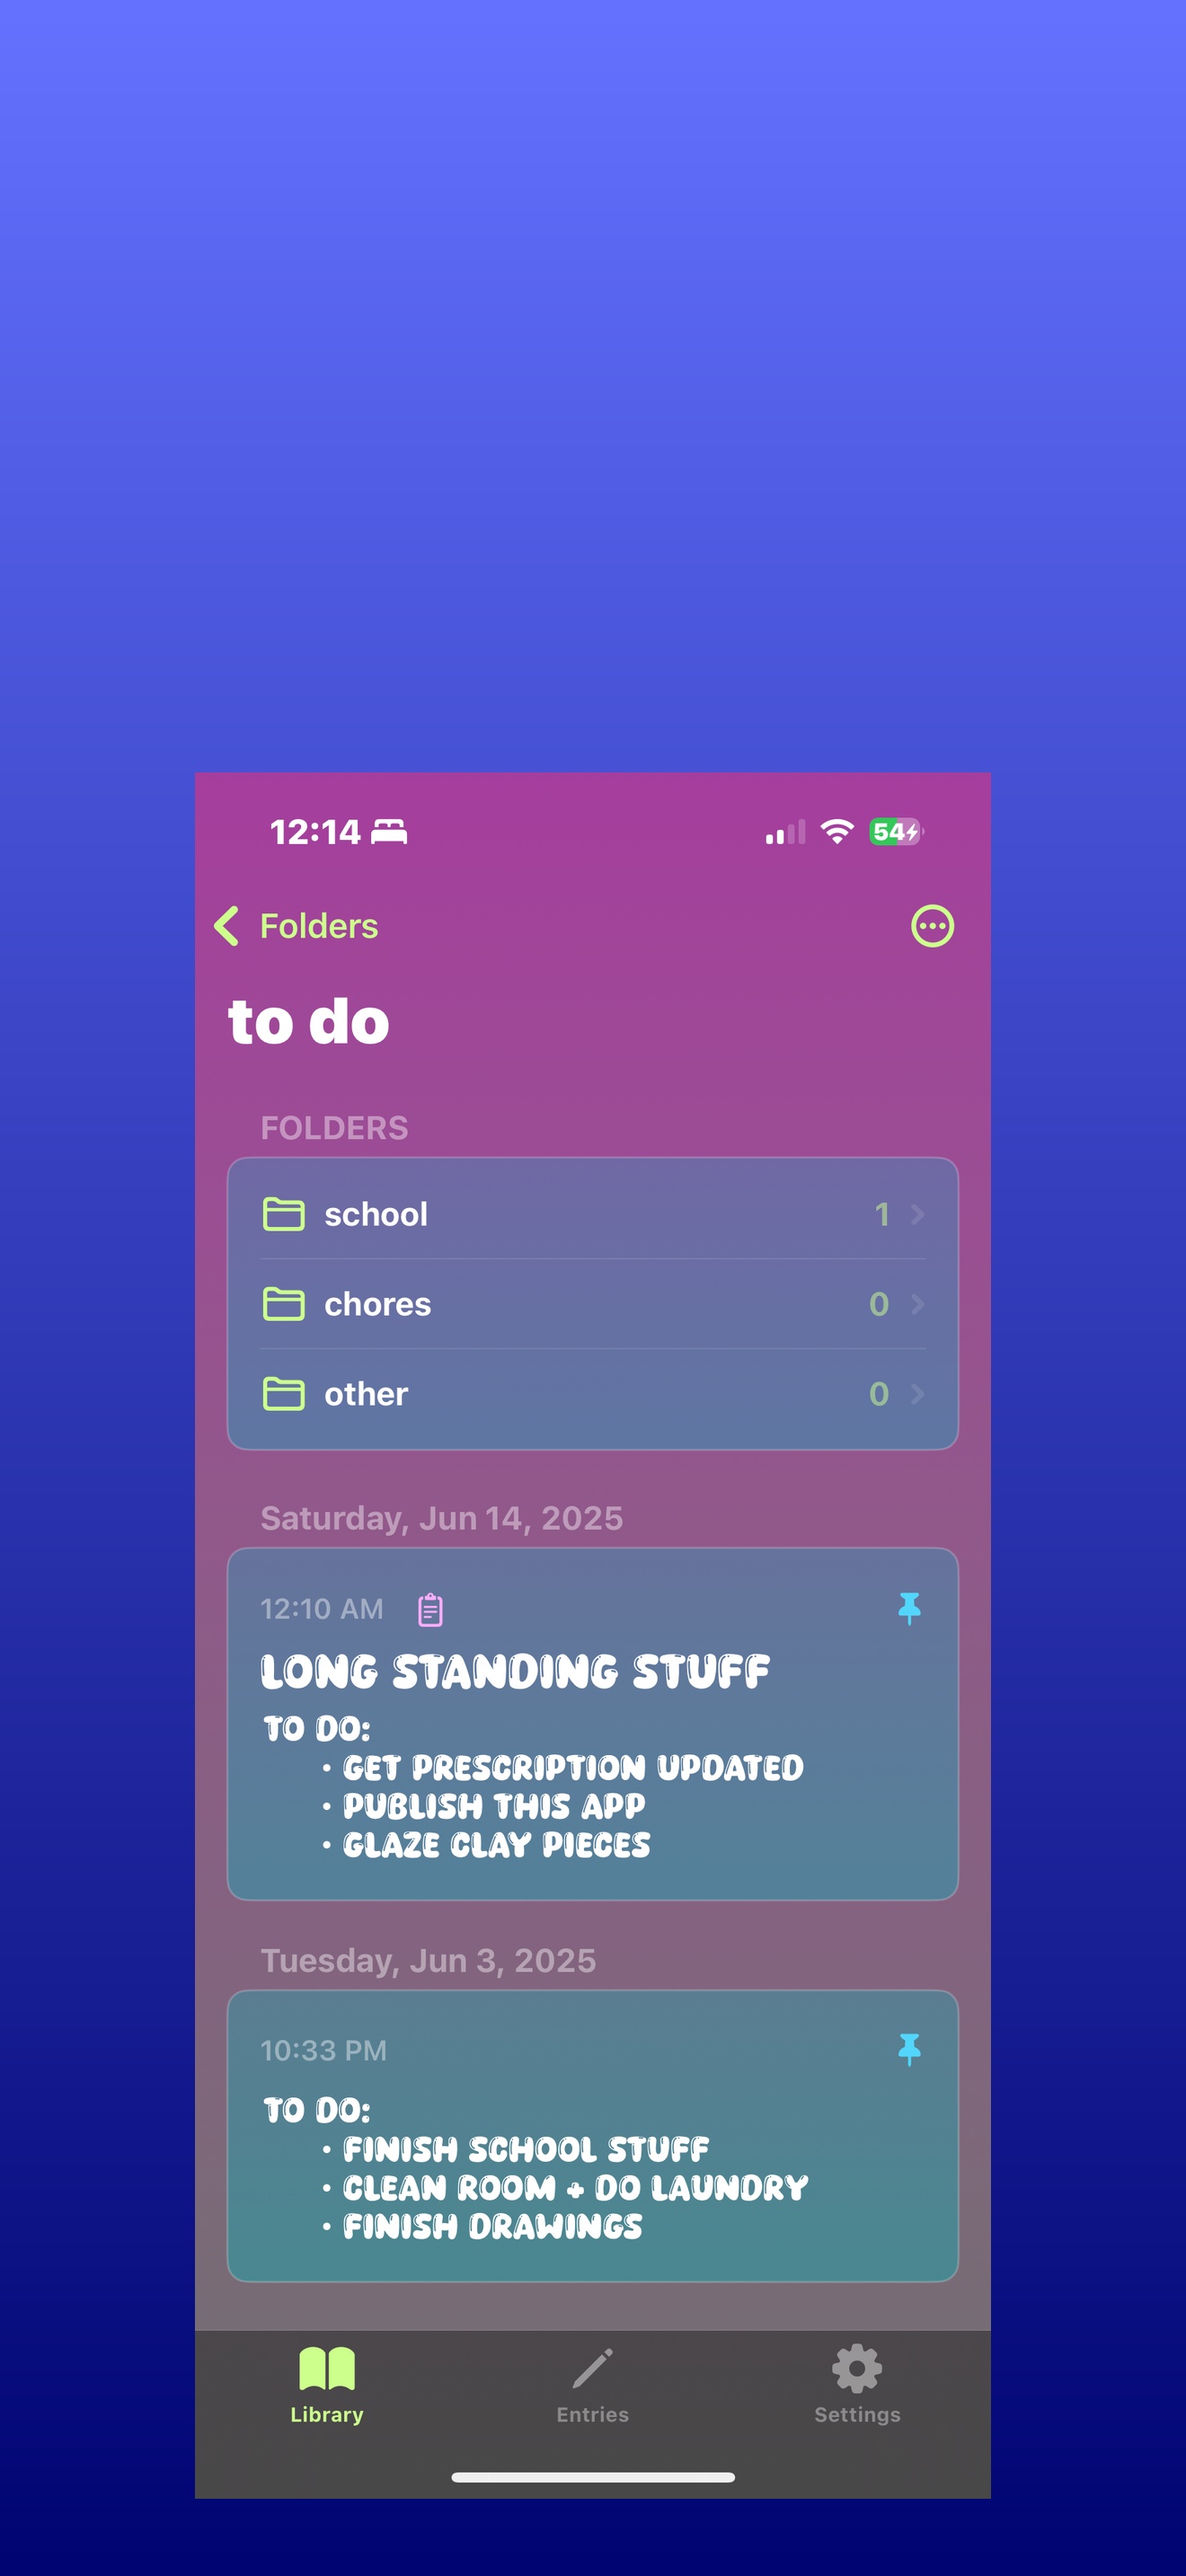 12:14
54
Folders
to do
FOLDERS
school 1
chores 0
other 0
Saturday, Jun 14, 2025
12:10 AM
LONG STANDING STUFF
TO DO:
• GET PRESCRIPTION UPDATED
• PUBLISH THIS APP
• GLAZE CLAY PIECES
Tuesday, Jun 3, 2025
10:33 PM
TO DO:
• FINISH SCHOOL STUFF
• CLEAN ROOM + DO LAUNDRY
• FINISH DRAWINGS
Library Entries Settings